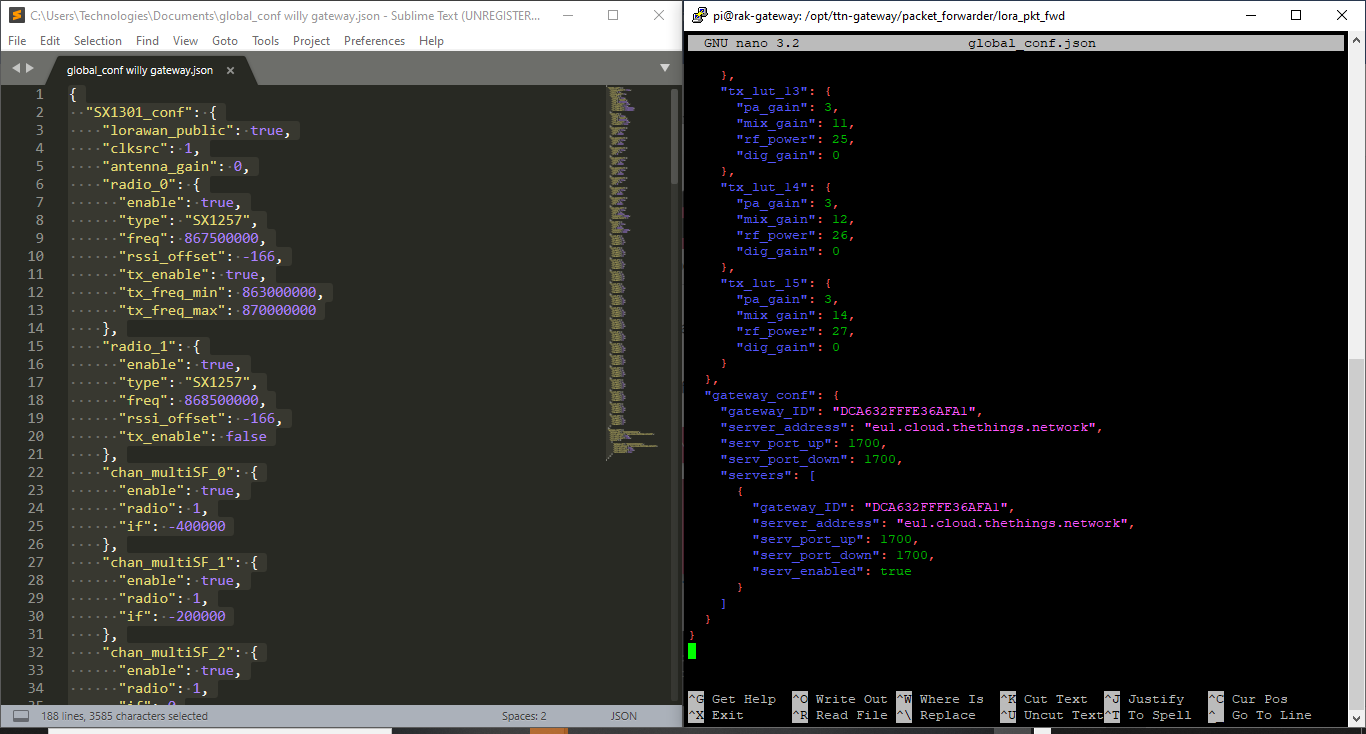 C:\Users\Technologies\Documents\global_conf willy gateway.json - Sublime Text (UNREGISTER...
File Edit Selection Find View Goto Tools Project Preferences Help
global_conf willy gateway.json ×
1 {
2 "SX1301_conf": {
3 "lorawan_public": true,
4 "clksrc": 1,
5 "antenna_gain": 0,
6 "radio_0": {
7 "enable": true,
8 "type": "SX1257",
9 "freq": 867500000,
10 "rssi_offset": -166,
11 "tx_enable": true,
12 "tx_freq_min": 863000000,
13 "tx_freq_max": 870000000
14 },
15 "radio_1": {
16 "enable": true,
17 "type": "SX1257",
18 "freq": 868500000,
19 "rssi_offset": -166,
20 "tx_enable": false
21 },
22 "chan_multiSF_0": {
23 "enable": true,
24 "radio": 1,
25 "if": -400000
26 },
27 "chan_multiSF_1": {
28 "enable": true,
29 "radio": 1,
30 "if": -200000
31 },
32 "chan_multiSF_2": {
33 "enable": true,
34 "radio": 1,
35 "if": 0
188 lines, 3585 characters selected Spaces: 2 JSON
pi@rak-gateway: /opt/ttn-gateway/packet_forwarder/lora_pkt_fwd
GNU nano 3.2 global_conf.json
},
"tx_lut_13": {
"pa_gain": 3,
"mix_gain": 11,
"rf_power": 25,
"dig_gain": 0
},
"tx_lut_14": {
"pa_gain": 3,
"mix_gain": 12,
"rf_power": 26,
"dig_gain": 0
},
"tx_lut_15": {
"pa_gain": 3,
"mix_gain": 14,
"rf_power": 27,
"dig_gain": 0
}
},
"gateway_conf": {
"gateway_ID": "DCA632FFFE36AFA1",
"server_address": "eu1.cloud.thethings.network",
"serv_port_up": 1700,
"serv_port_down": 1700,
"servers": [
{
"gateway_ID": "DCA632FFFE36AFA1",
"server_address": "eu1.cloud.thethings.network",
"serv_port_up": 1700,
"serv_port_down": 1700,
"serv_enabled": true
}
]
}
}
^G Get Help ^O Write Out ^W Where Is ^K Cut Text ^J Justify ^C Cur Pos
^X Exit ^R Read File ^\ Replace ^U Uncut Text ^T To Spell ^_ Go To Line